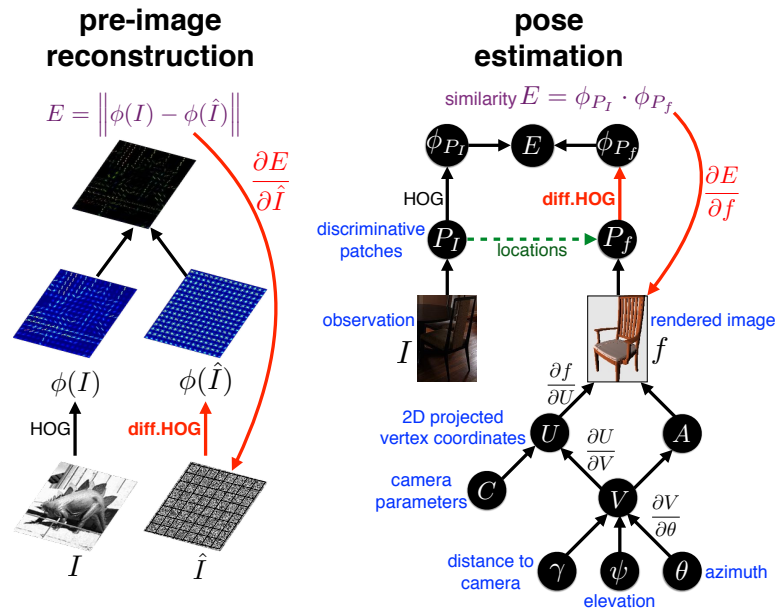 pre-image
reconstruction
E = ‖ϕ(I) − ϕ(Î)‖
∂E
∂Î
ϕ(I)
ϕ(Î)
HOG
diff.HOG
I
Î
pose
estimation
similarity E = ϕ_{P_I} · ϕ_{P_f}
ϕ_{P_I}
E
ϕ_{P_f}
∂E
∂f
HOG
diff.HOG
discriminative
patches
P_I
locations
P_f
observation
I
rendered image
f
∂f
∂U
2D projected
vertex coordinates
U
∂U
∂V
A
camera
parameters
C
V
∂V
∂θ
distance to
camera
γ
ψ
θ
azimuth
elevation